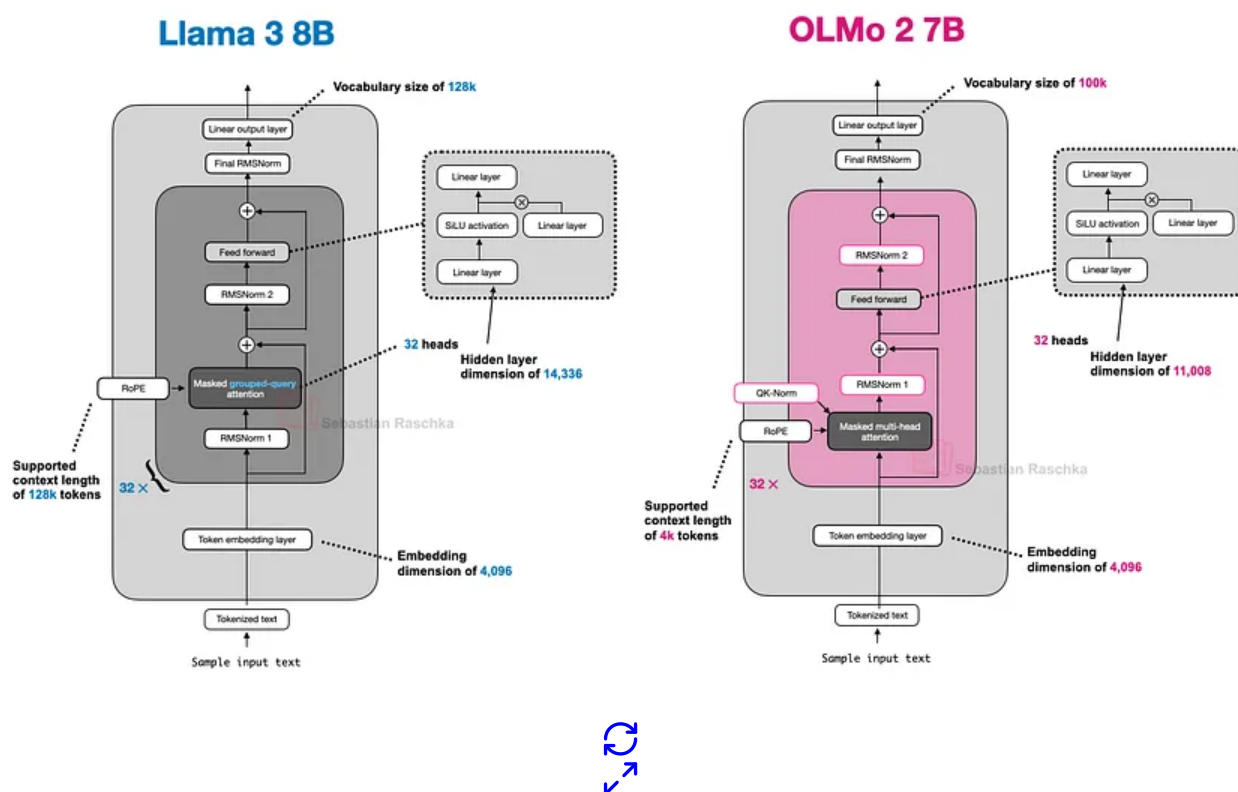 Llama 3 8B
Vocabulary size of 128k
Linear output layer
Final RMSNorm
Linear layer
SiLU activation
Linear layer
Linear layer
Feed forward
RMSNorm 2
32 heads
Hidden layer
dimension of 14,336
RoPE
Masked grouped-query
attention
Sebastian Raschka
RMSNorm 1
Supported
context length
of 128k tokens
32 ×
Token embedding layer
Embedding
dimension of 4,096
Tokenized text
Sample input text
OLMo 2 7B
Vocabulary size of 100k
Linear output layer
Final RMSNorm
Linear layer
SiLU activation
Linear layer
Linear layer
RMSNorm 2
Feed forward
32 heads
Hidden layer
dimension of 11,008
RMSNorm 1
QK-Norm
RoPE
Masked multi-head
attention
Sebastian Raschka
32 ×
Supported
context length
of 4k tokens
Token embedding layer
Embedding
dimension of 4,096
Tokenized text
Sample input text